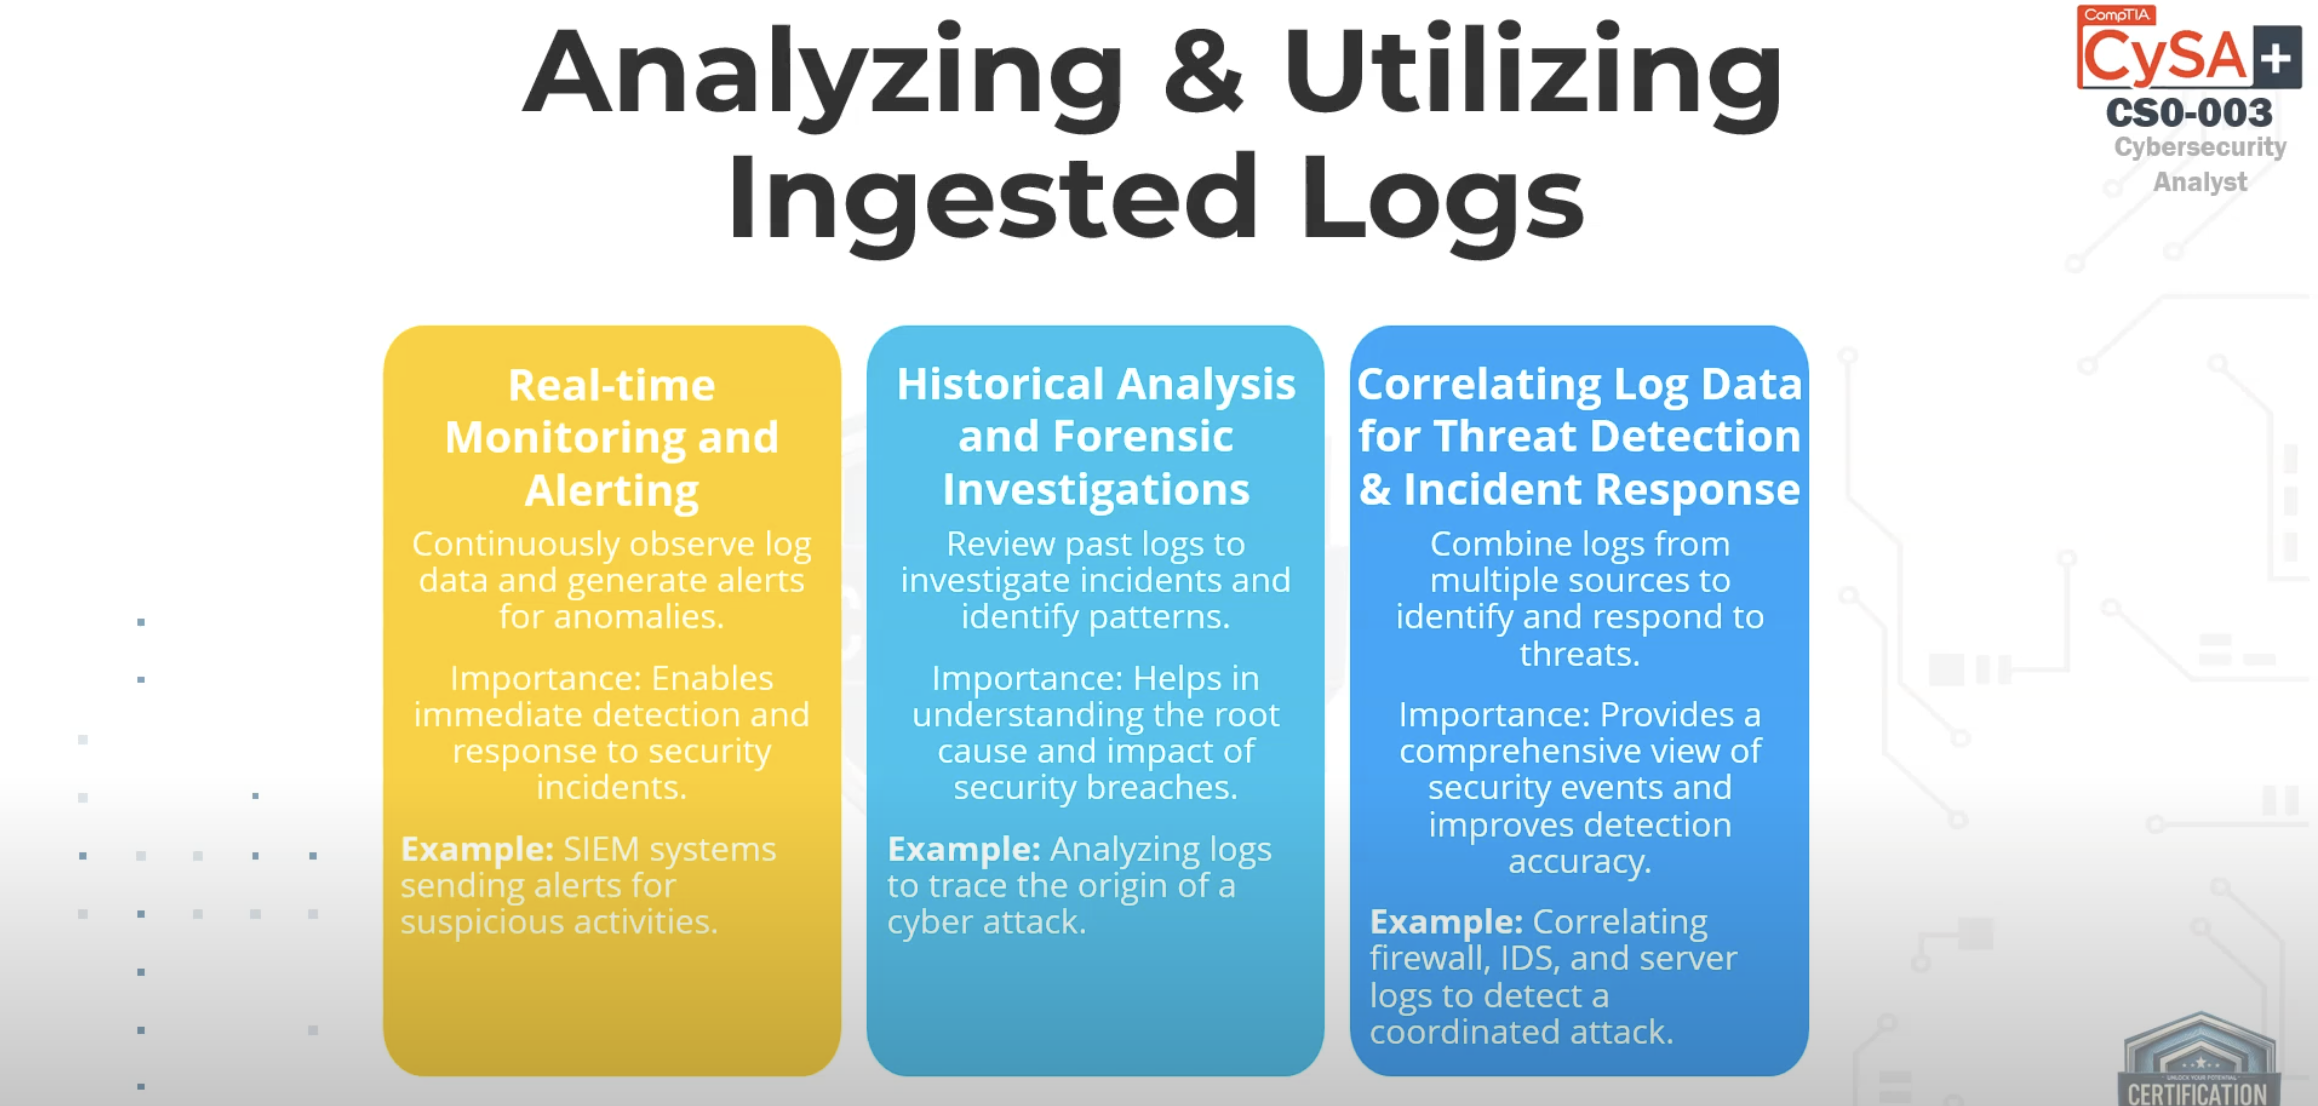 Analyzing & Utilizing
Ingested Logs
CompTIA
CySA+
CS0-003
Cybersecurity
Analyst
Real-time
Monitoring and
Alerting
Continuously observe log
data and generate alerts
for anomalies.
Importance: Enables
immediate detection and
response to security
incidents.
Example: SIEM systems
sending alerts for
suspicious activities.
Historical Analysis
and Forensic
Investigations
Review past logs to
investigate incidents and
identify patterns.
Importance: Helps in
understanding the root
cause and impact of
security breaches.
Example: Analyzing logs
to trace the origin of a
cyber attack.
Correlating Log Data
for Threat Detection
& Incident Response
Combine logs from
multiple sources to
identify and respond to
threats.
Importance: Provides a
comprehensive view of
security events and
improves detection
accuracy.
Example: Correlating
firewall, IDS, and server
logs to detect a
coordinated attack.
UNLOCK YOUR POTENTIAL
CERTIFICATION